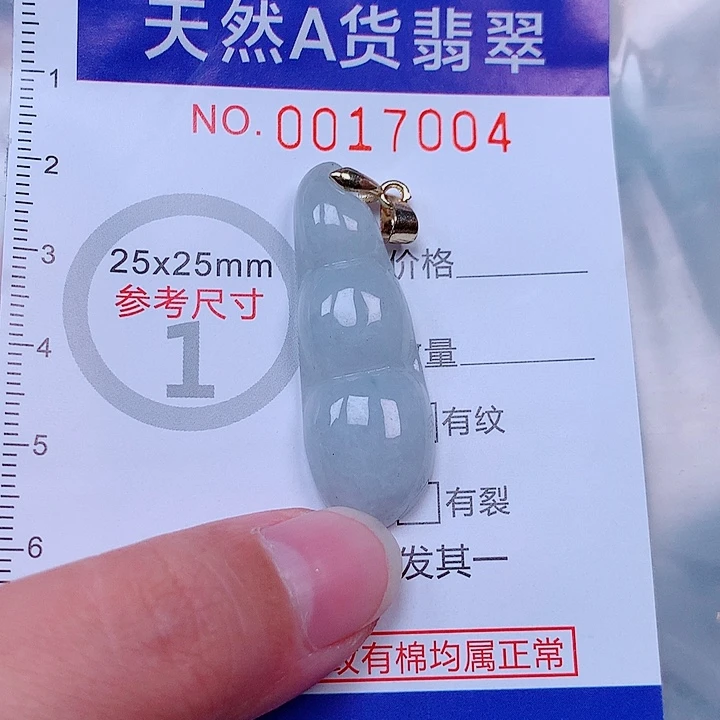 天然A货翡翠
1
NO. 0017004
2
3
25x25mm
参考尺寸
1
价格
4
量
有纹
5
有裂
6
发其一
纹有棉均属正常